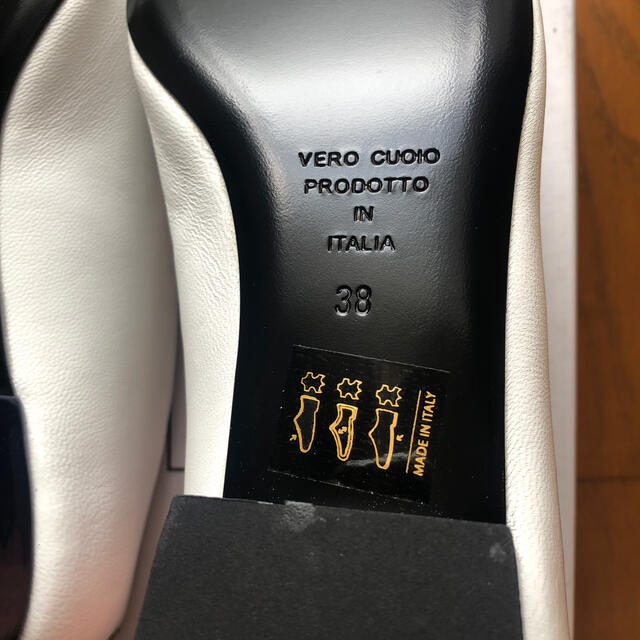 VERO CUOIO
PRODOTTO
IN
ITALIA
38
MADE IN ITALY